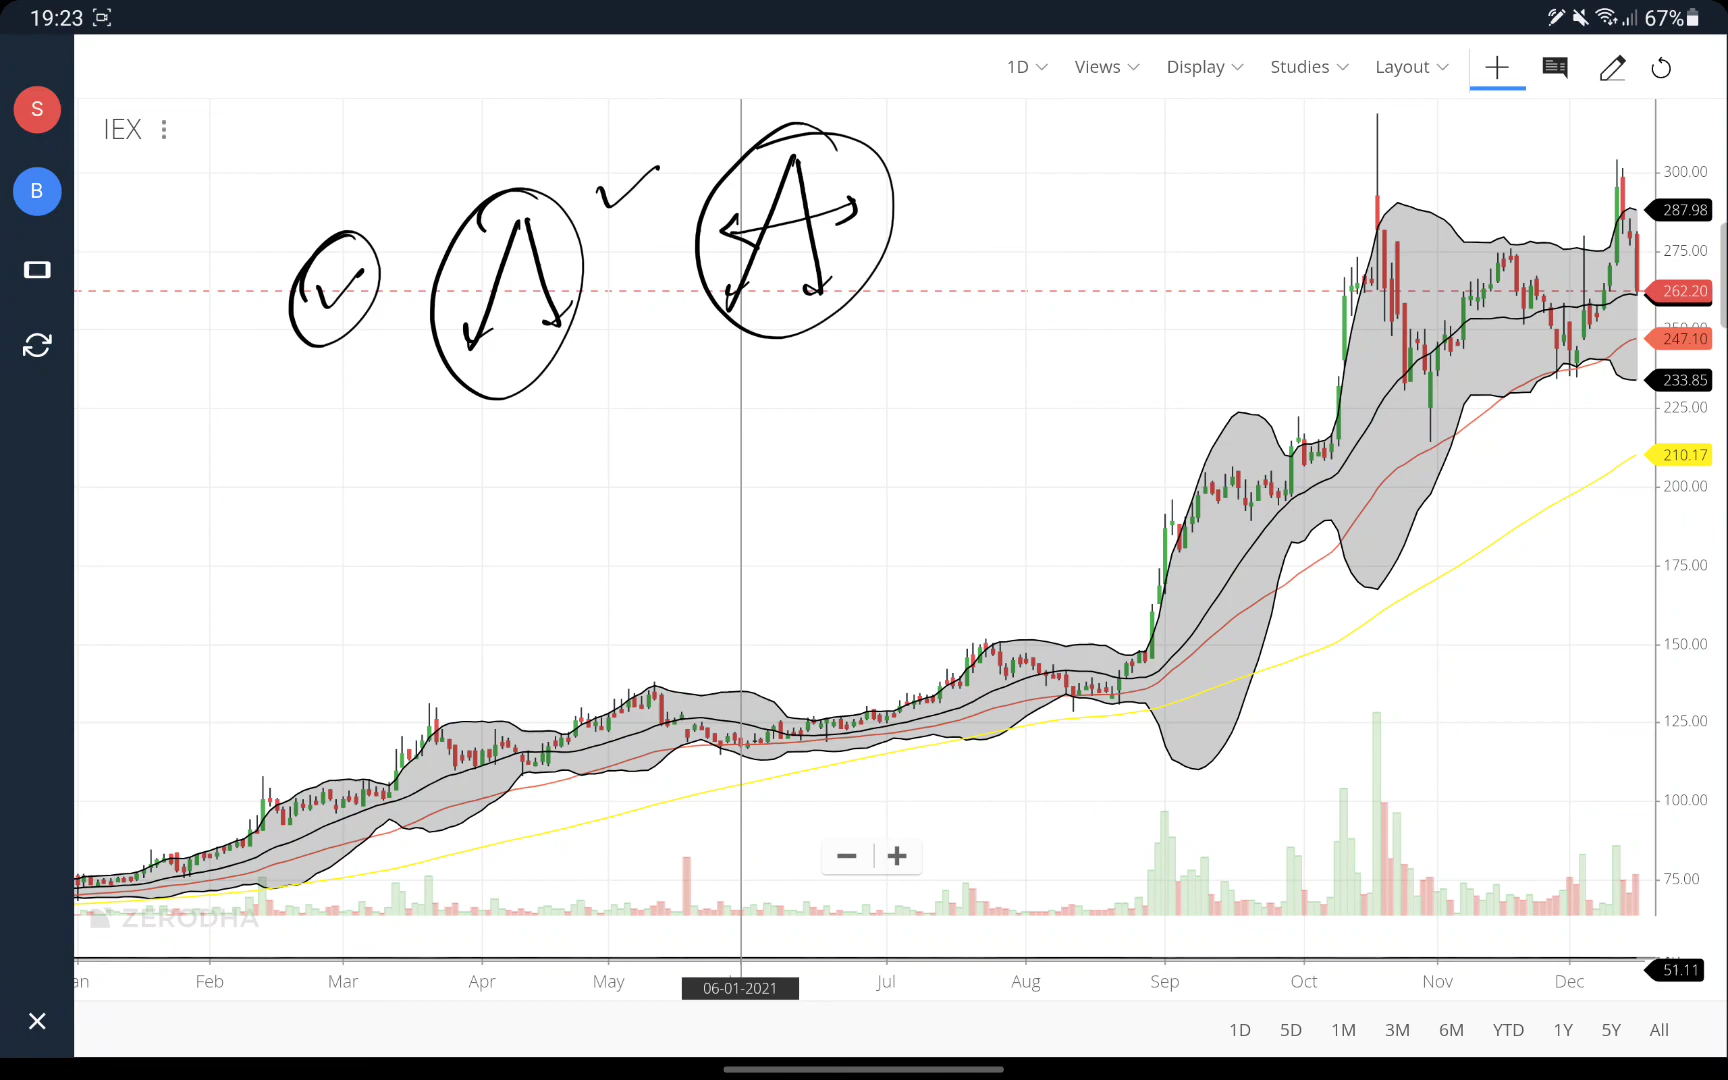 19:23 67%
1D Views Display Studies Layout
S
IEX
B
300.00
287.98
275.00
262.20
250.00
247.10
233.85
225.00
210.17
200.00
175.00
150.00
125.00
100.00
75.00
ZERODHA
51.11
an Feb Mar Apr May 06-01-2021 Jul Aug Sep Oct Nov Dec
1D 5D 1M 3M 6M YTD 1Y 5Y All